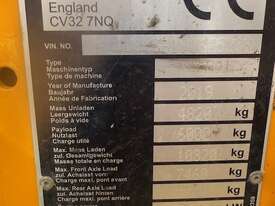 England
CV32 7NQ
VIN. NO.
Type
Maschinentyp
Type de machine
Year of Manufacture
Baujahr
Année de Fabrication
Mass Unladen
Leergewicht
Poids à vide
kg
Payload
Nutzlast
Charge utile
kg
Max. Mass Laden
zul. Gesamtgewicht
Masse totale en charge
kg
Max. Front Axle Load
zul. Achslast vorn
Charge maxi. pont avant
kg
Max. Rear Axle Load
zul. Achslast hinten
Charge maxi. pont arrière
kg